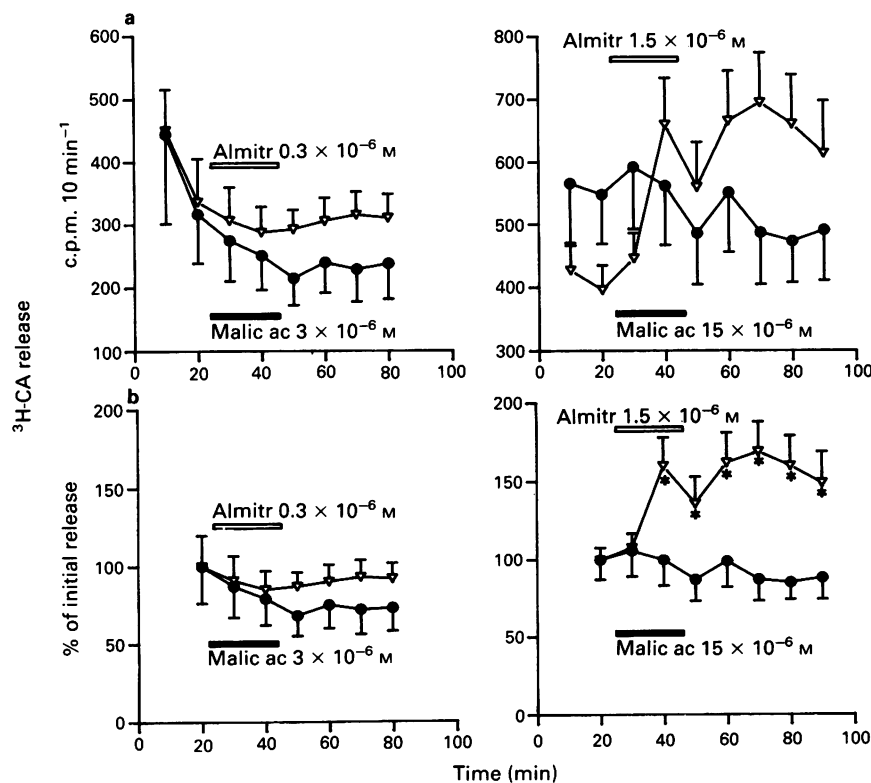 a
600
500
400
300
200
100
0 20 40 60 80 100
c.p.m. 10 min⁻¹
Almitr 0.3 × 10⁻⁶ M
Malic ac 3 × 10⁻⁶ M
800
700
600
500
400
300
0 20 40 60 80 100
Almitr 1.5 × 10⁻⁶ M
Malic ac 15 × 10⁻⁶ M
³H-CA release
b
200
150
100
50
0
0 20 40 60 80 100
% of initial release
Almitr 0.3 × 10⁻⁶ M
Malic ac 3 × 10⁻⁶ M
200
150
100
50
0
0 20 40 60 80 100
Almitr 1.5 × 10⁻⁶ M
* * * * * *
Malic ac 15 × 10⁻⁶ M
Time (min)